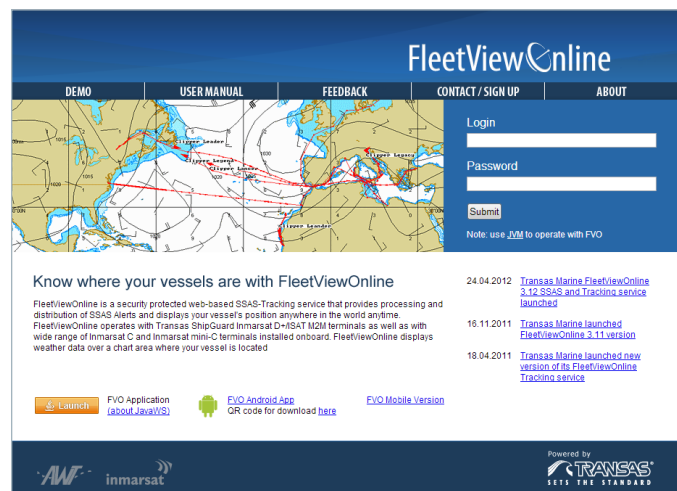 FleetViewOnline
DEMO
USER MANUAL
FEEDBACK
CONTACT / SIGN UP
ABOUT
Clipper Leader
Clipper Legend
Clipper Lancer
Clipper Legacy
Clipper Leander
Login
Password
Submit
Note: use JVM to operate with FVO
Know where your vessels are with FleetViewOnline
FleetViewOnline is a security protected web-based SSAS-Tracking service that provides processing and
distribution of SSAS Alerts and displays your vessel's position anywhere in the world anytime.
FleetViewOnline operates with Transas ShipGuard Inmarsat D+/ISAT M2M terminals as well as with
wide range of Inmarsat C and Inmarsat mini-C terminals installed onboard. FleetViewOnline displays
weather data over a chart area where your vessel is located
24.04.2012 Transas Marine FleetViewOnline
3.12 SSAS and Tracking service
launched
16.11.2011 Transas Marine launched
FleetViewOnline 3.11 version
18.04.2011 Transas Marine launched new
version of its FleetViewOnline
Tracking service
Launch
FVO Application
(about JavaWS)
FVO Android App
QR code for download here
FVO Mobile Version
AWT
inmarsat
Powered by
TRANSAS
SETS THE STANDARD